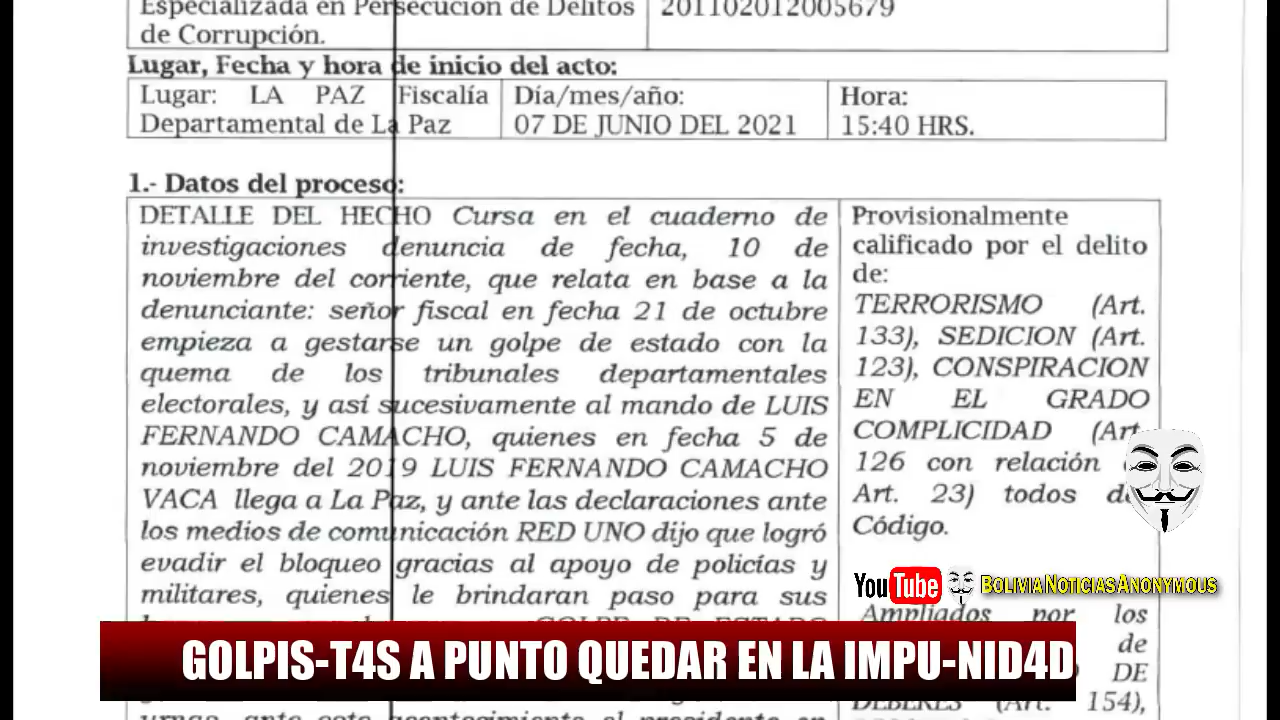 Especializada en Persecución de Delitos
de Corrupción.
201102012005679
Lugar, Fecha y hora de inicio del acto:
Lugar: LA PAZ Fiscalía
Departamental de La Paz
Día/mes/año:
07 DE JUNIO DEL 2021
Hora:
15:40 HRS.
1.- Datos del proceso:
DETALLE DEL HECHO Cursa en el cuaderno de
investigaciones denuncia de fecha, 10 de
noviembre del corriente, que relata en base a la
denunciante: señor fiscal en fecha 21 de octubre
empieza a gestarse un golpe de estado con la
quema de los tribunales departamentales
electorales, y así sucesivamente al mando de LUIS
FERNANDO CAMACHO, quienes en fecha 5 de
noviembre del 2019 LUIS FERNANDO CAMACHO
VACA llega a La Paz, y ante las declaraciones ante
los medios de comunicación RED UNO dijo que logró
evadir el bloqueo gracias al apoyo de policías y
militares, quienes le brindaran paso para sus
GOLPE DE ESTADO
Provisionalmente
calificado por el delito
de:
TERRORISMO (Art.
133), SEDICION (Art.
123), CONSPIRACION
EN EL GRADO
COMPLICIDAD (Art.
126 con relación
Art. 23) todos
Código.
Ampliados por los
de
DE
DEBERES (Art. 154),
YouTube BOLIVIANOTICIASANONYMOUS
GOLPIS-T4S A PUNTO QUEDAR EN LA IMPU-NID4D